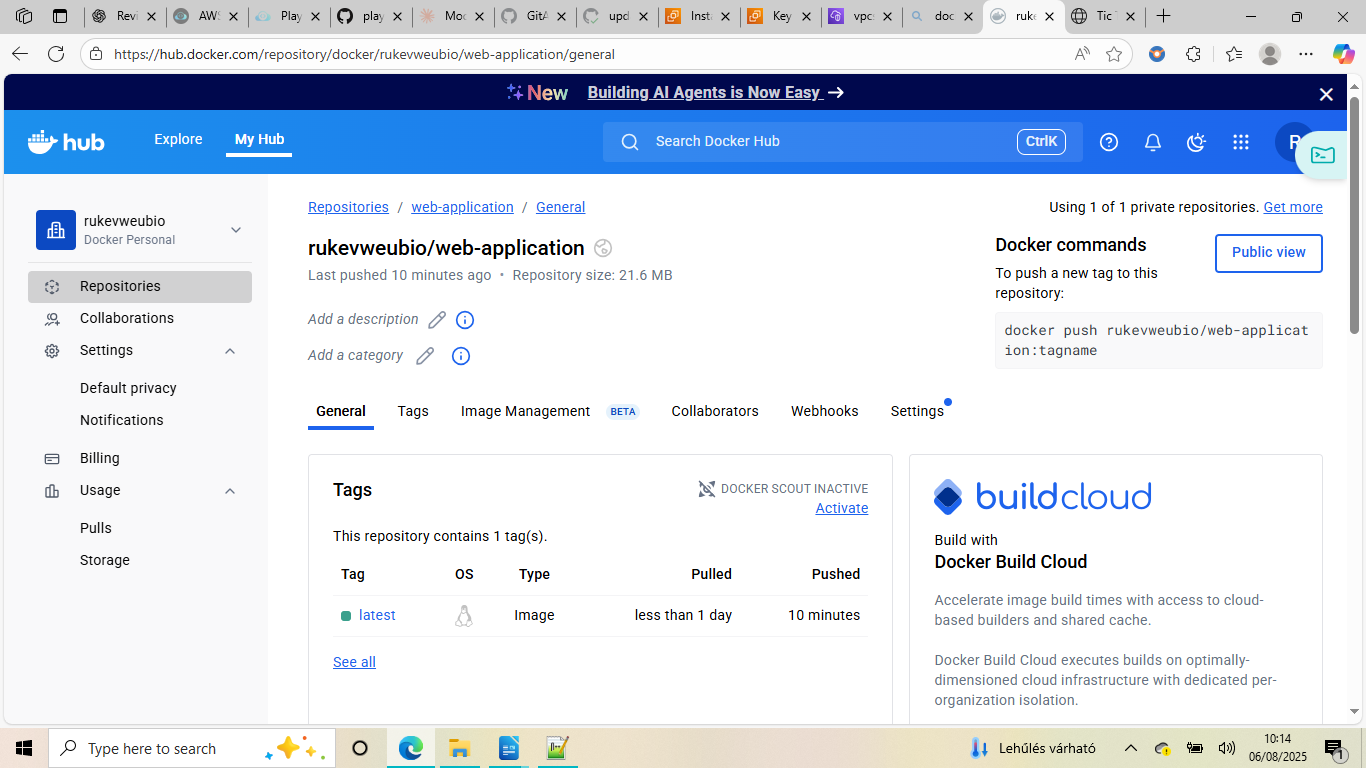 Revi
AWS
Play
play
Moc
GitA
upd
Insta
Key
vpcs
doc
ruke
Tic T
https://hub.docker.com/repository/docker/rukevweubio/web-application/general
New Building AI Agents is Now Easy →
hub
Explore
My Hub
Search Docker Hub
CtrlK
R
rukevweubio
Docker Personal
Repositories
Collaborations
Settings
Default privacy
Notifications
Billing
Usage
Pulls
Storage
Repositories / web-application / General
Using 1 of 1 private repositories. Get more
rukevweubio/web-application
Last pushed 10 minutes ago • Repository size: 21.6 MB
Add a description
Add a category
Docker commands
Public view
To push a new tag to this
repository:
docker push rukevweubio/web-applicat
ion:tagname
General
Tags
Image Management BETA
Collaborators
Webhooks
Settings
Tags
DOCKER SCOUT INACTIVE
Activate
This repository contains 1 tag(s).
Tag OS Type Pulled Pushed
latest Image less than 1 day 10 minutes
See all
buildcloud
Build with
Docker Build Cloud
Accelerate image build times with access to cloud-
based builders and shared cache.
Docker Build Cloud executes builds on optimally-
dimensioned cloud infrastructure with dedicated per-
organization isolation.
Type here to search
Lehűlés várható
10:14
06/08/2025
1